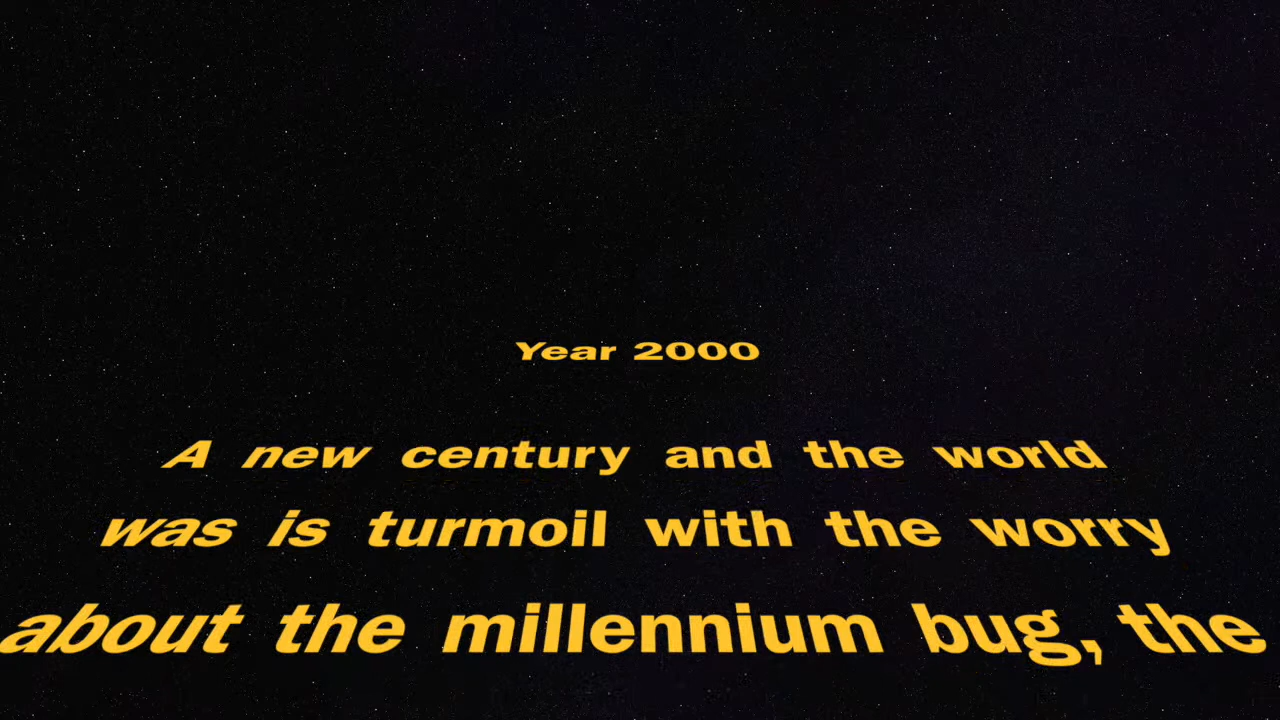 Year 2000
A new century and the world
was is turmoil with the worry
about the millennium bug, the